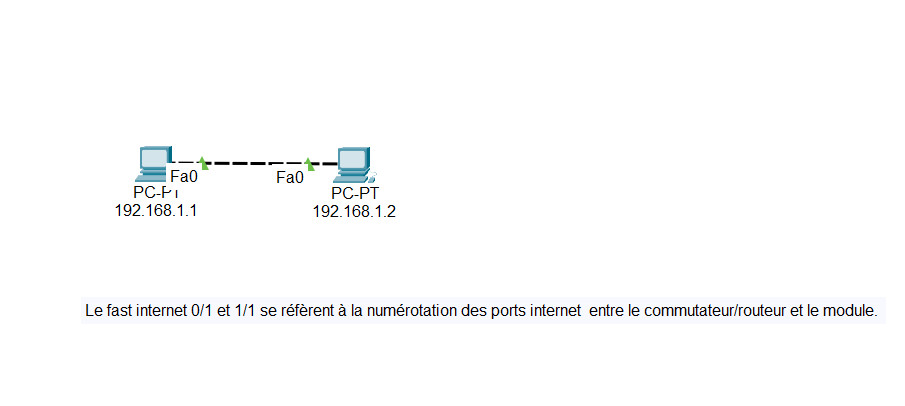 Fa0
Fa0
PC-PT
PC-PT
192.168.1.1
192.168.1.2
Le fast internet 0/1 et 1/1 se réfèrent à la numérotation des ports internet entre le commutateur/routeur et le module.